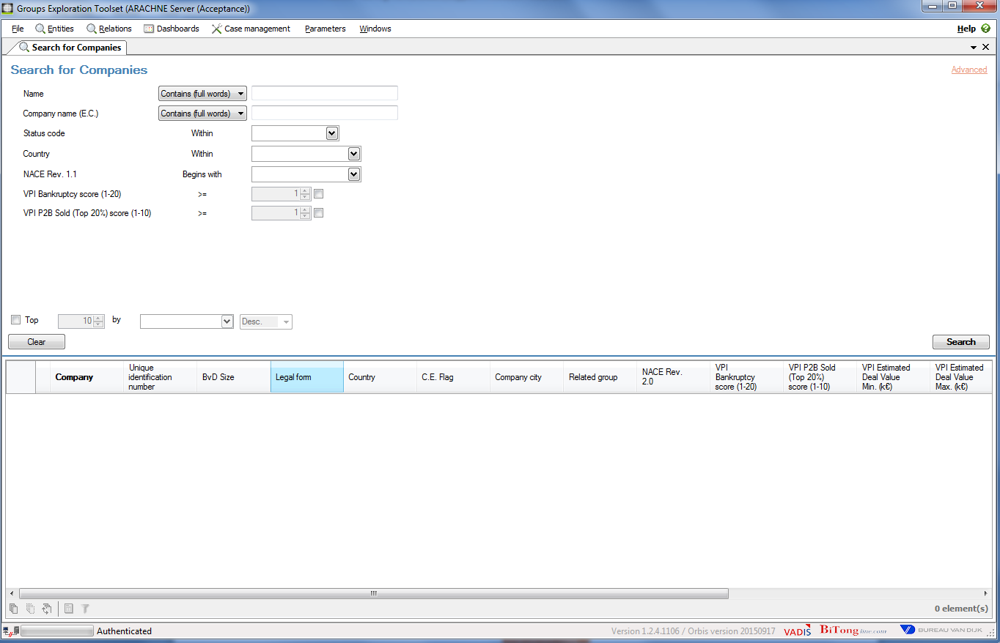 Groups Exploration Toolset (ARACHNE Server (Acceptance))
File Entities Relations Dashboards Case management Parameters Windows Help
Search for Companies
Search for Companies Advanced
Name Contains (full words)
Company name (E.C.) Contains (full words)
Status code Within
Country Within
NACE Rev. 1.1 Begins with
VPI Bankruptcy score (1-20) >= 1
VPI P2B Sold (Top 20%) score (1-10) >= 1
Top 10 by Desc.
Clear Search
Company
Unique
identification
number
BvD Size
Legal form
Country
C.E. Flag
Company city
Related group
NACE Rev.
2.0
VPI
Bankruptcy
score (1-20)
VPI P2B Sold
(Top 20%)
score (1-10)
VPI Estimated
Deal Value
Min. (k€)
VPI Estimated
Deal Value
Max. (k€)
0 element(s)
Authenticated Version 1.2.4.1106 / Orbis version 20150917 VADIS BiTong line.com BUREAU VAN DIJK